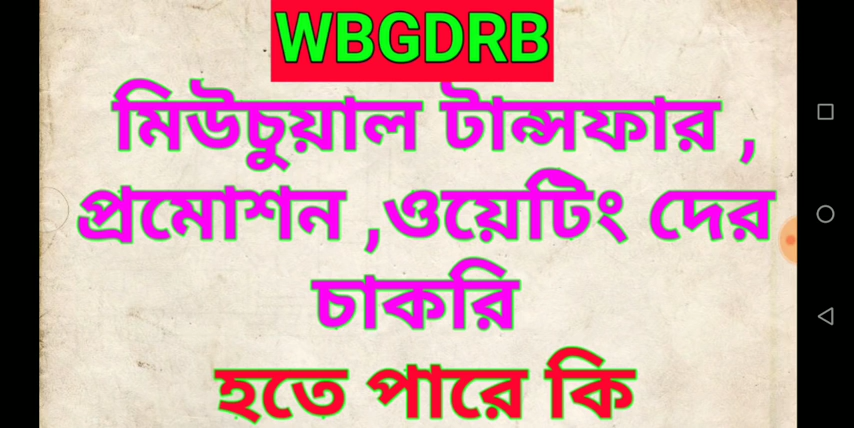 WBGDRB
মিউচুয়াল টান্সফার ,
প্রমোশন ,ওয়েটিং দের
চাকরি
হতে পারে কি